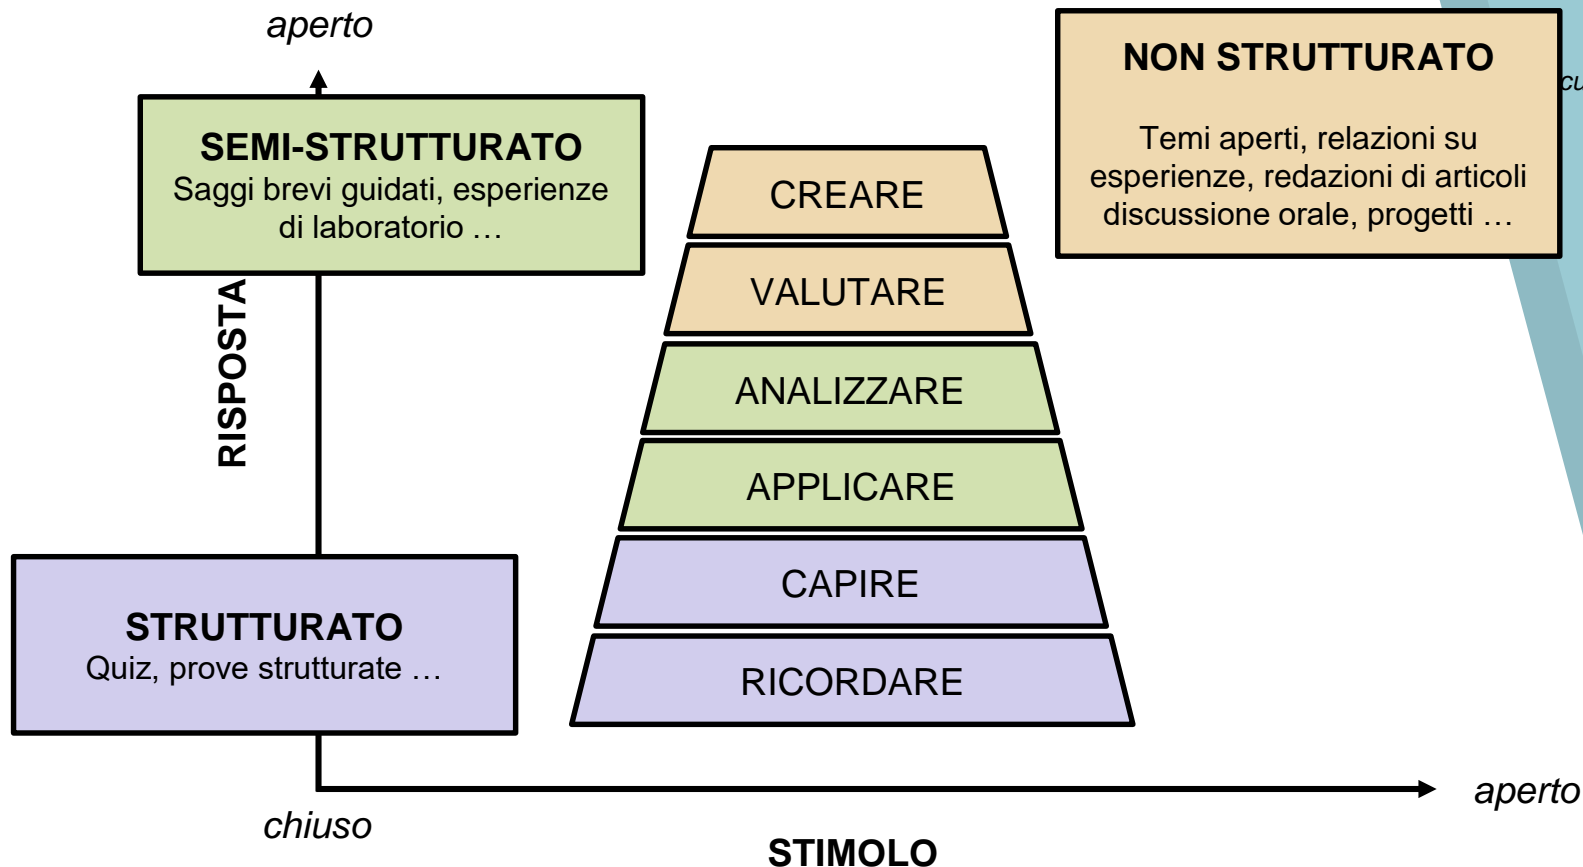 aperto
NON STRUTTURATO
Temi aperti, relazioni su
esperienze, redazioni di articoli
discussione orale, progetti …
SEMI-STRUTTURATO
Saggi brevi guidati, esperienze
di laboratorio …
CREARE
VALUTARE
ANALIZZARE
APPLICARE
CAPIRE
RICORDARE
RISPOSTA
STRUTTURATO
Quiz, prove strutturate …
chiuso
aperto
STIMOLO